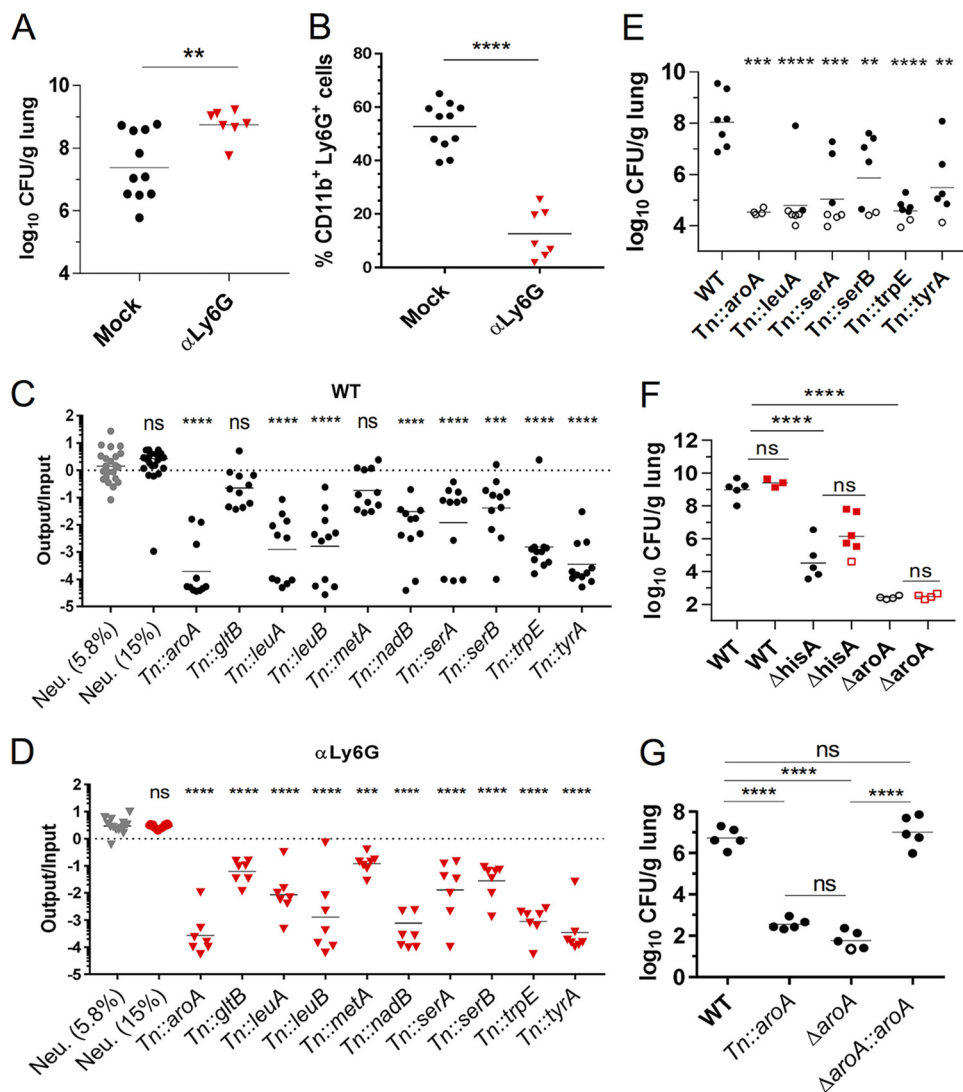 A
**
log10 CFU/g lung
10
8
6
4
Mock
αLy6G
B
****
% CD11b+ Ly6G+ cells
80
60
40
20
0
Mock
αLy6G
E
*** **** *** ** **** **
log10 CFU/g lung
10
8
6
4
WT
Tn::aroA
Tn::leuA
Tn::serA
Tn::serB
Tn::trpE
Tn::tyrA
C
WT
ns **** ns **** **** ns **** **** *** **** ****
Output/Input
2
1
0
-1
-2
-3
-4
-5
Neu. (5.8%)
Neu. (15%)
Tn::aroA
Tn::gltB
Tn::leuA
Tn::leuB
Tn::metA
Tn::nadB
Tn::serA
Tn::serB
Tn::trpE
Tn::tyrA
F
****
****
ns
ns
ns
log10 CFU/g lung
12
10
8
6
4
2
WT
WT
ΔhisA
ΔhisA
ΔaroA
ΔaroA
D
αLy6G
ns **** **** **** **** *** **** **** **** **** ****
Output/Input
2
1
0
-1
-2
-3
-4
-5
Neu. (5.8%)
Neu. (15%)
Tn::aroA
Tn::gltB
Tn::leuA
Tn::leuB
Tn::metA
Tn::nadB
Tn::serA
Tn::serB
Tn::trpE
Tn::tyrA
G
ns
****
**** ****
ns
log10 CFU/g lung
8
6
4
2
0
WT
Tn::aroA
ΔaroA
ΔaroA::aroA